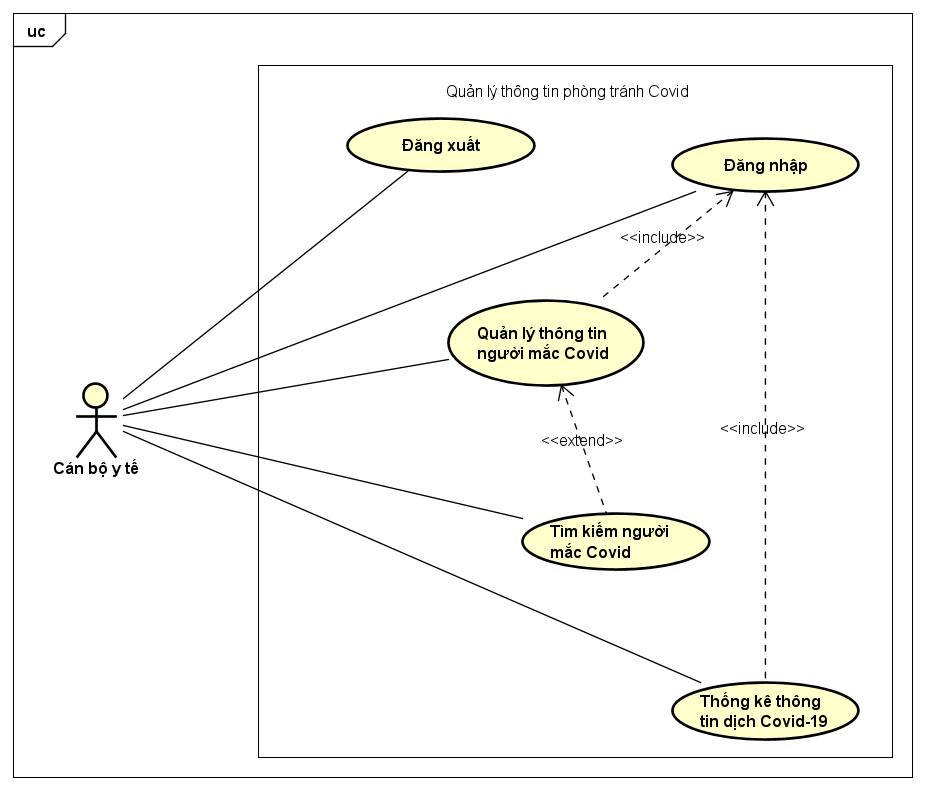 uc
Quản lý thông tin phòng tránh Covid
Đăng xuất
Đăng nhập
<<include>>
Quản lý thông tin
người mắc Covid
<<include>>
<<extend>>
Cán bộ y tế
Tìm kiếm người
mắc Covid
Thống kê thông
tin dịch Covid-19